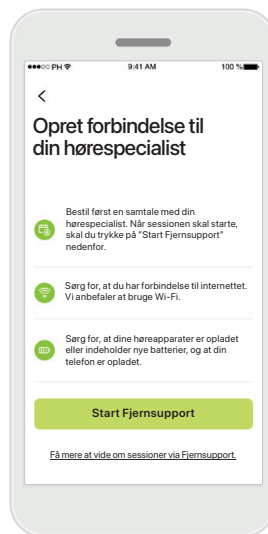 PH 9:41 AM 100 %
Opret forbindelse til
din hørespecialist
Bestil først en samtale med din
hørespecialist. Når sessionen skal starte,
skal du trykke på "Start Fjernsupport"
nedenfor.
Sørg for, at du har forbindelse til internettet.
Vi anbefaler at bruge Wi-Fi.
Sørg for, at dine høreapparater er opladet
eller indeholder nye batterier, og at din
telefon er opladet.
Start Fjernsupport
Få mere at vide om sessioner via Fjernsupport.